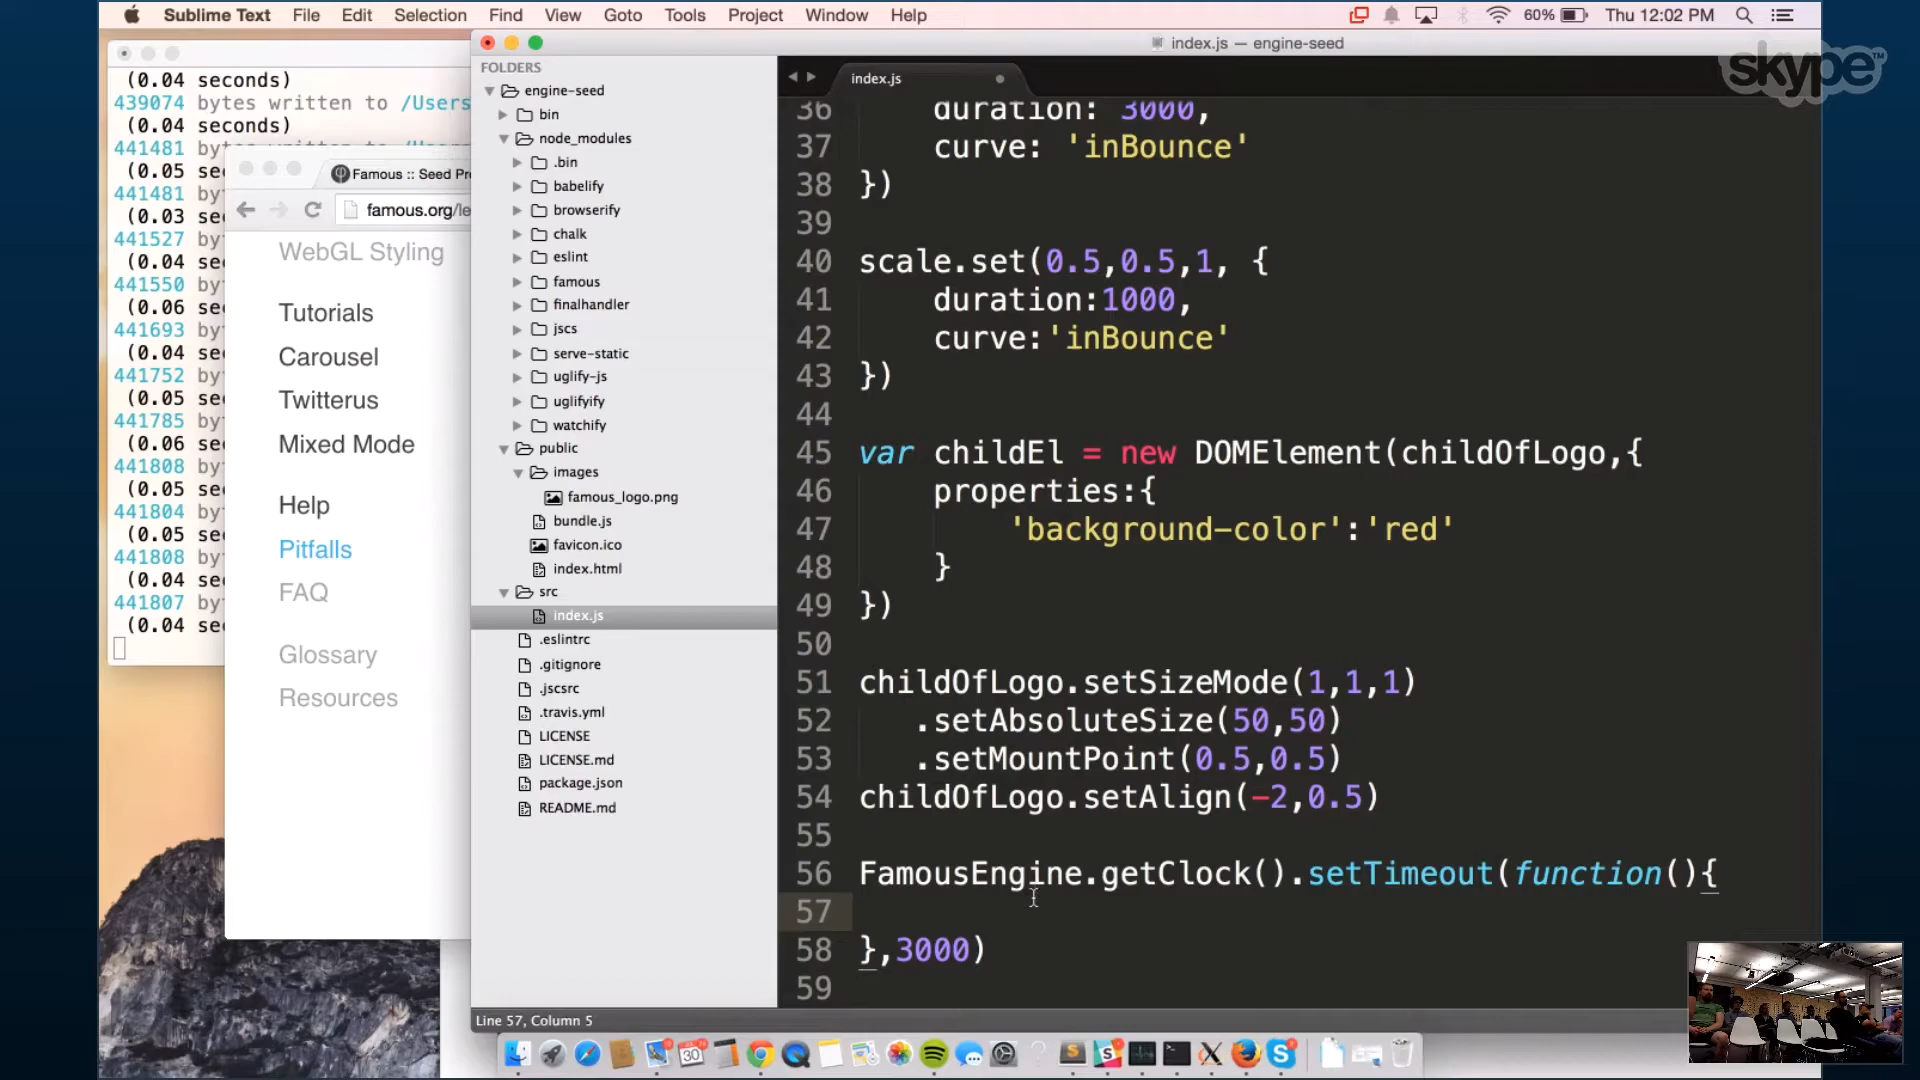 Sublime Text File Edit Selection Find View Goto Tools Project Window Help 60% Thu 12:02 PM
index.js — engine-seed
skype™
(0.04 seconds)
439074 bytes written to /Users
(0.04 seconds)
441481
(0.05 sec
441481 by
(0.03 se
441527 by
(0.04 se
441550 by
(0.06 se
441693 by
(0.04 se
441752 by
(0.05 se
441785 by
(0.06 se
441808 by
(0.05 se
441804 by
(0.05 se
441808 by
(0.04 se
441807 by
(0.04 se
Famous :: Seed Pr
famous.org/le
WebGL Styling
Tutorials
Carousel
Twitterus
Mixed Mode
Help
Pitfalls
FAQ
Glossary
Resources
FOLDERS
engine-seed
bin
node_modules
.bin
babelify
browserify
chalk
eslint
famous
finalhandler
jscs
serve-static
uglify-js
uglifyify
watchify
public
images
famous_logo.png
bundle.js
favicon.ico
index.html
src
index.js
.eslintrc
.gitignore
.jscsrc
.travis.yml
LICENSE
LICENSE.md
package.json
README.md
index.js
36 duration: 3000,
37 curve: 'inBounce'
38 })
39
40 scale.set(0.5,0.5,1, {
41 duration:1000,
42 curve:'inBounce'
43 })
44
45 var childEl = new DOMElement(childOfLogo,{
46 properties:{
47 'background-color':'red'
48 }
49 })
50
51 childOfLogo.setSizeMode(1,1,1)
52 .setAbsoluteSize(50,50)
53 .setMountPoint(0.5,0.5)
54 childOfLogo.setAlign(-2,0.5)
55
56 FamousEngine.getClock().setTimeout(function(){
57
58 },3000)
59
Line 57, Column 5
30